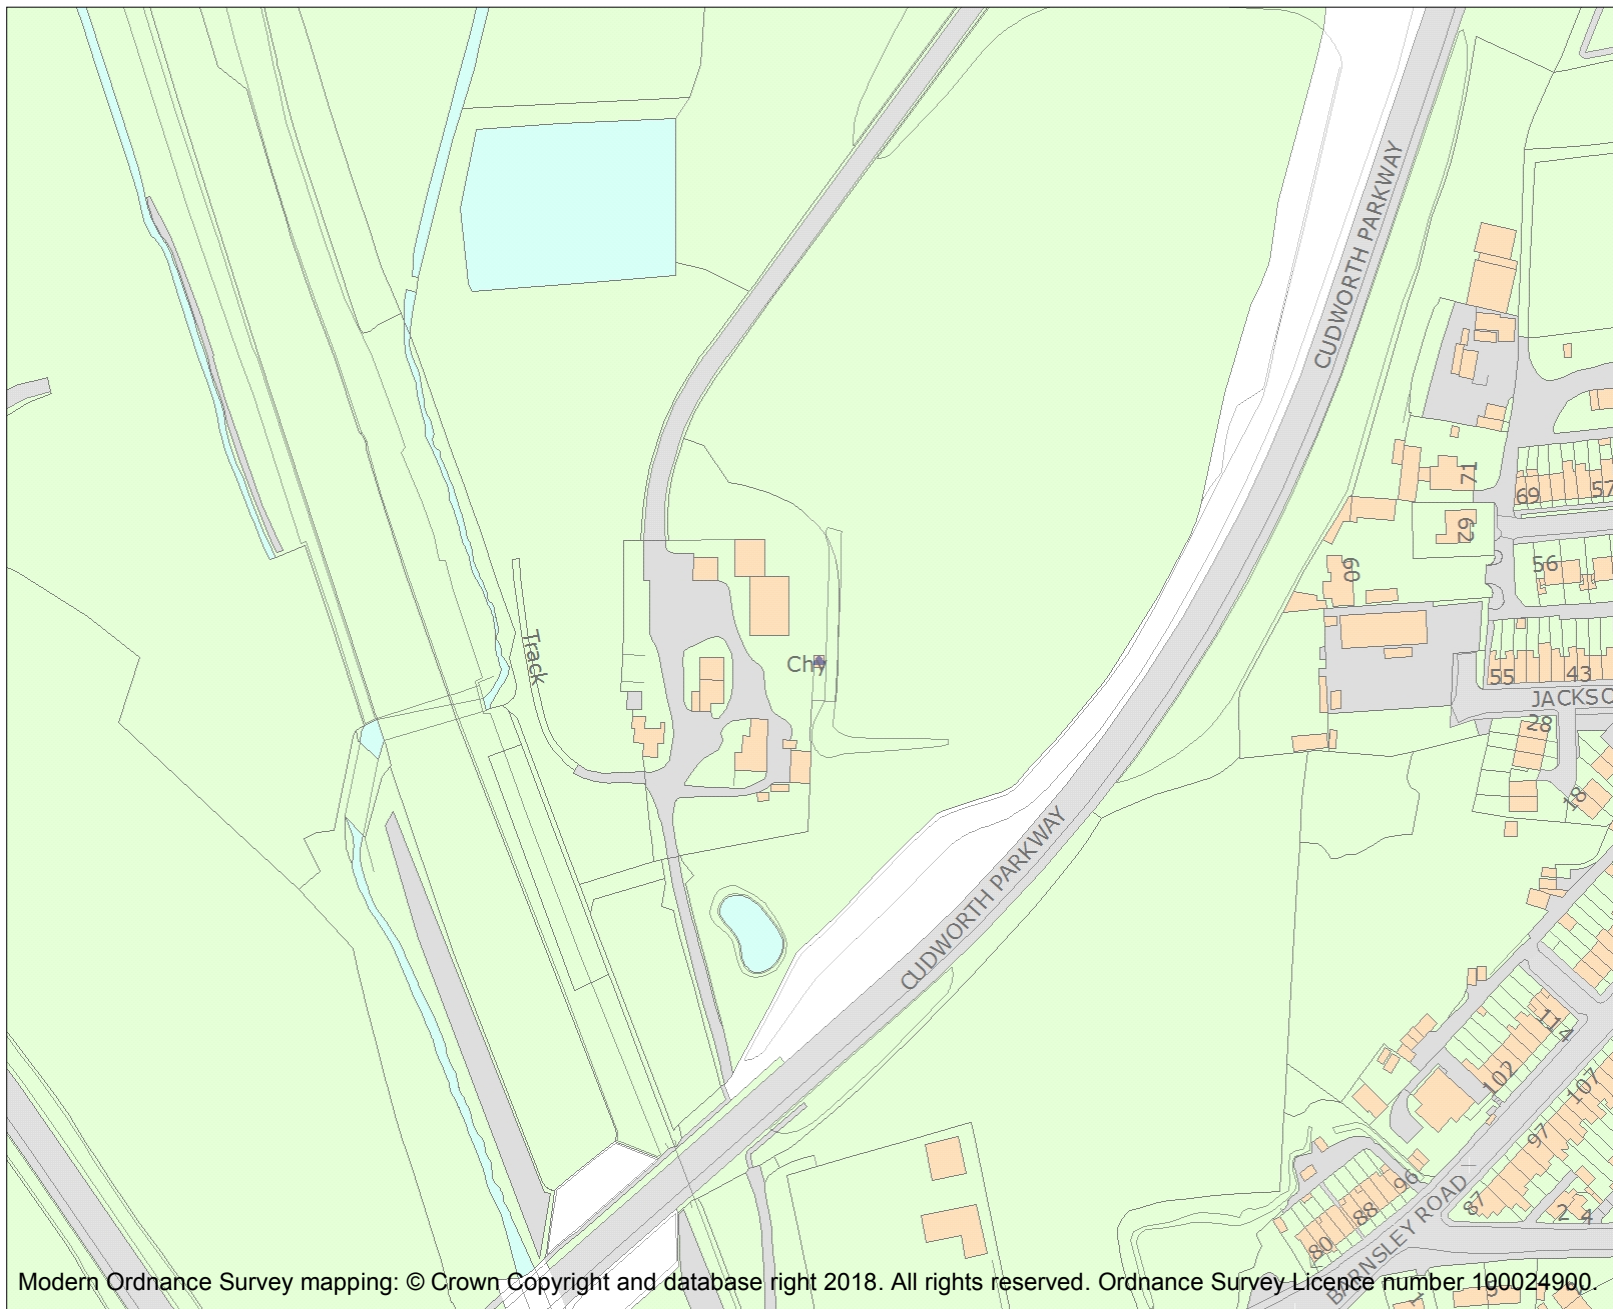 CUDWORTH PARKWAY
71
69
57
62
56
60
Track
Chy
55
43
JACKSO
28
18
CUDWORTH PARKWAY
114
102
107
97
96
87
88
80
2
4
BARNSLEY ROAD
Modern Ordnance Survey mapping: © Crown Copyright and database right 2018. All rights reserved. Ordnance Survey Licence number 100024900.